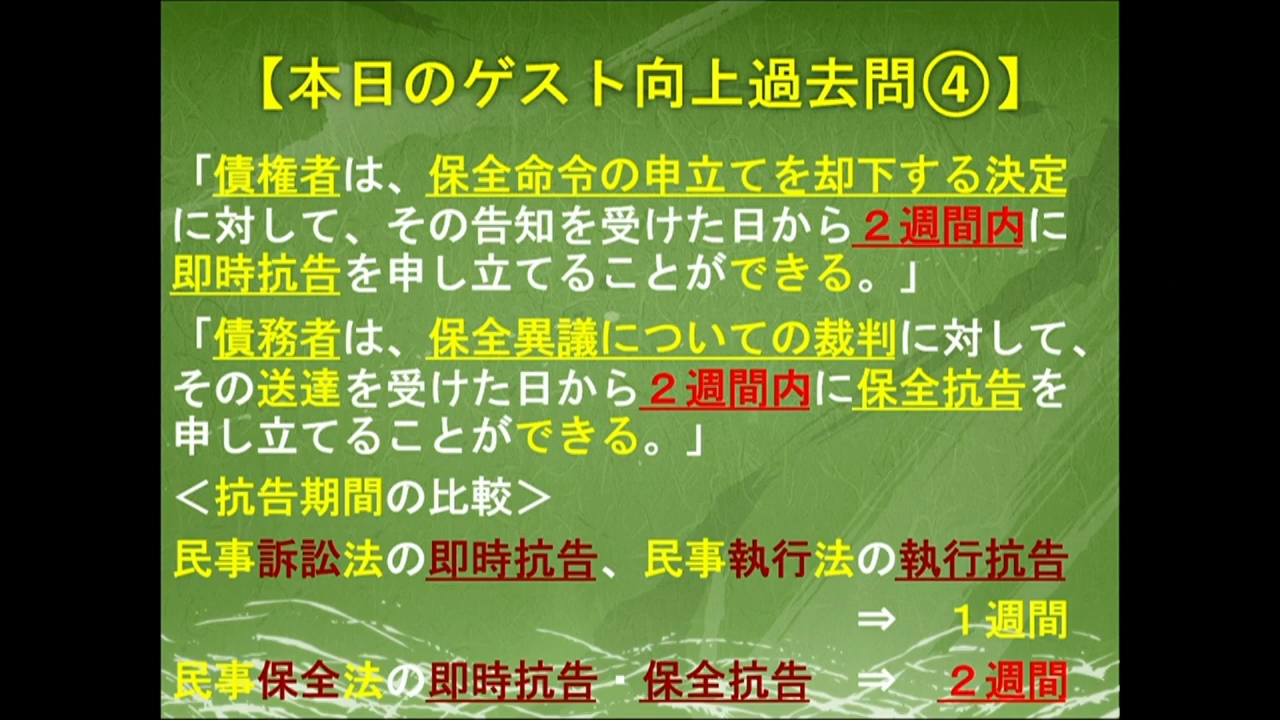 【本日のゲスト向上過去問④】
「債権者は、保全命令の申立てを却下する決定
に対して、その告知を受けた日から２週間内に
即時抗告を申し立てることができる。」
「債務者は、保全異議についての裁判に対して、
その送達を受けた日から２週間内に保全抗告を
申し立てることができる。」
＜抗告期間の比較＞
民事訴訟法の即時抗告、民事執行法の執行抗告
⇒　１週間
民事保全法の即時抗告・保全抗告　⇒　２週間